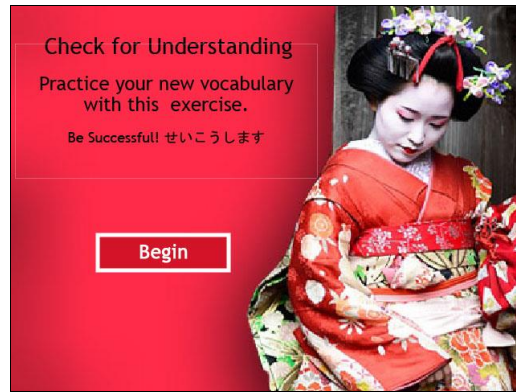 Check for Understanding
Practice your new vocabulary
with this exercise.
Be Successful! せいこうします
Begin